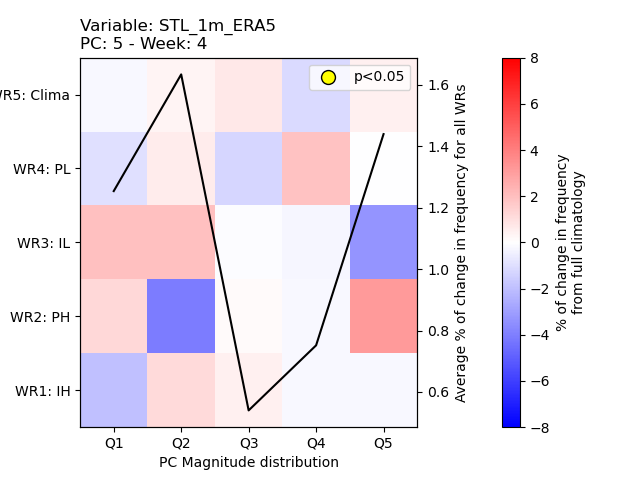 Variable: STL_1m_ERA5
PC: 5 - Week: 4
p<0.05
WR5: Clima
WR4: PL
WR3: IL
WR2: PH
WR1: IH
Q1 Q2 Q3 Q4 Q5
PC Magnitude distribution
1.6
1.4
1.2
1.0
0.8
0.6
Average % of change in frequency for all WRs
8
6
4
2
0
−2
−4
−6
−8
% of change in frequency
from full climatology